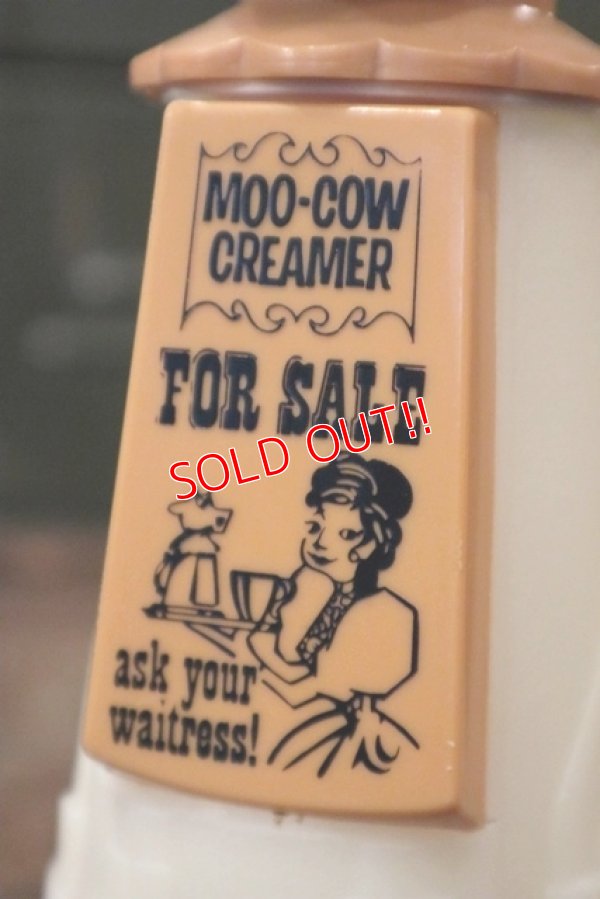 MOO-COW
CREAMER
FOR SALE
SOLD OUT!!
ask your
waitress!